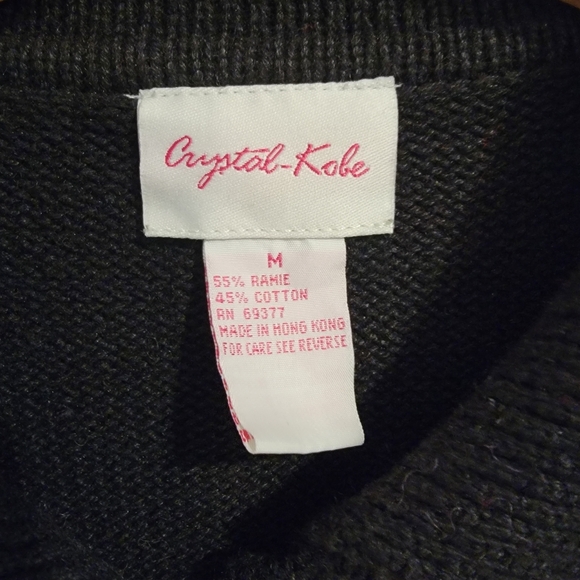 Crystal-Kobe
M
55% RAMIE
45% COTTON
RN 69377
MADE IN HONG KONG
FOR CARE SEE REVERSE